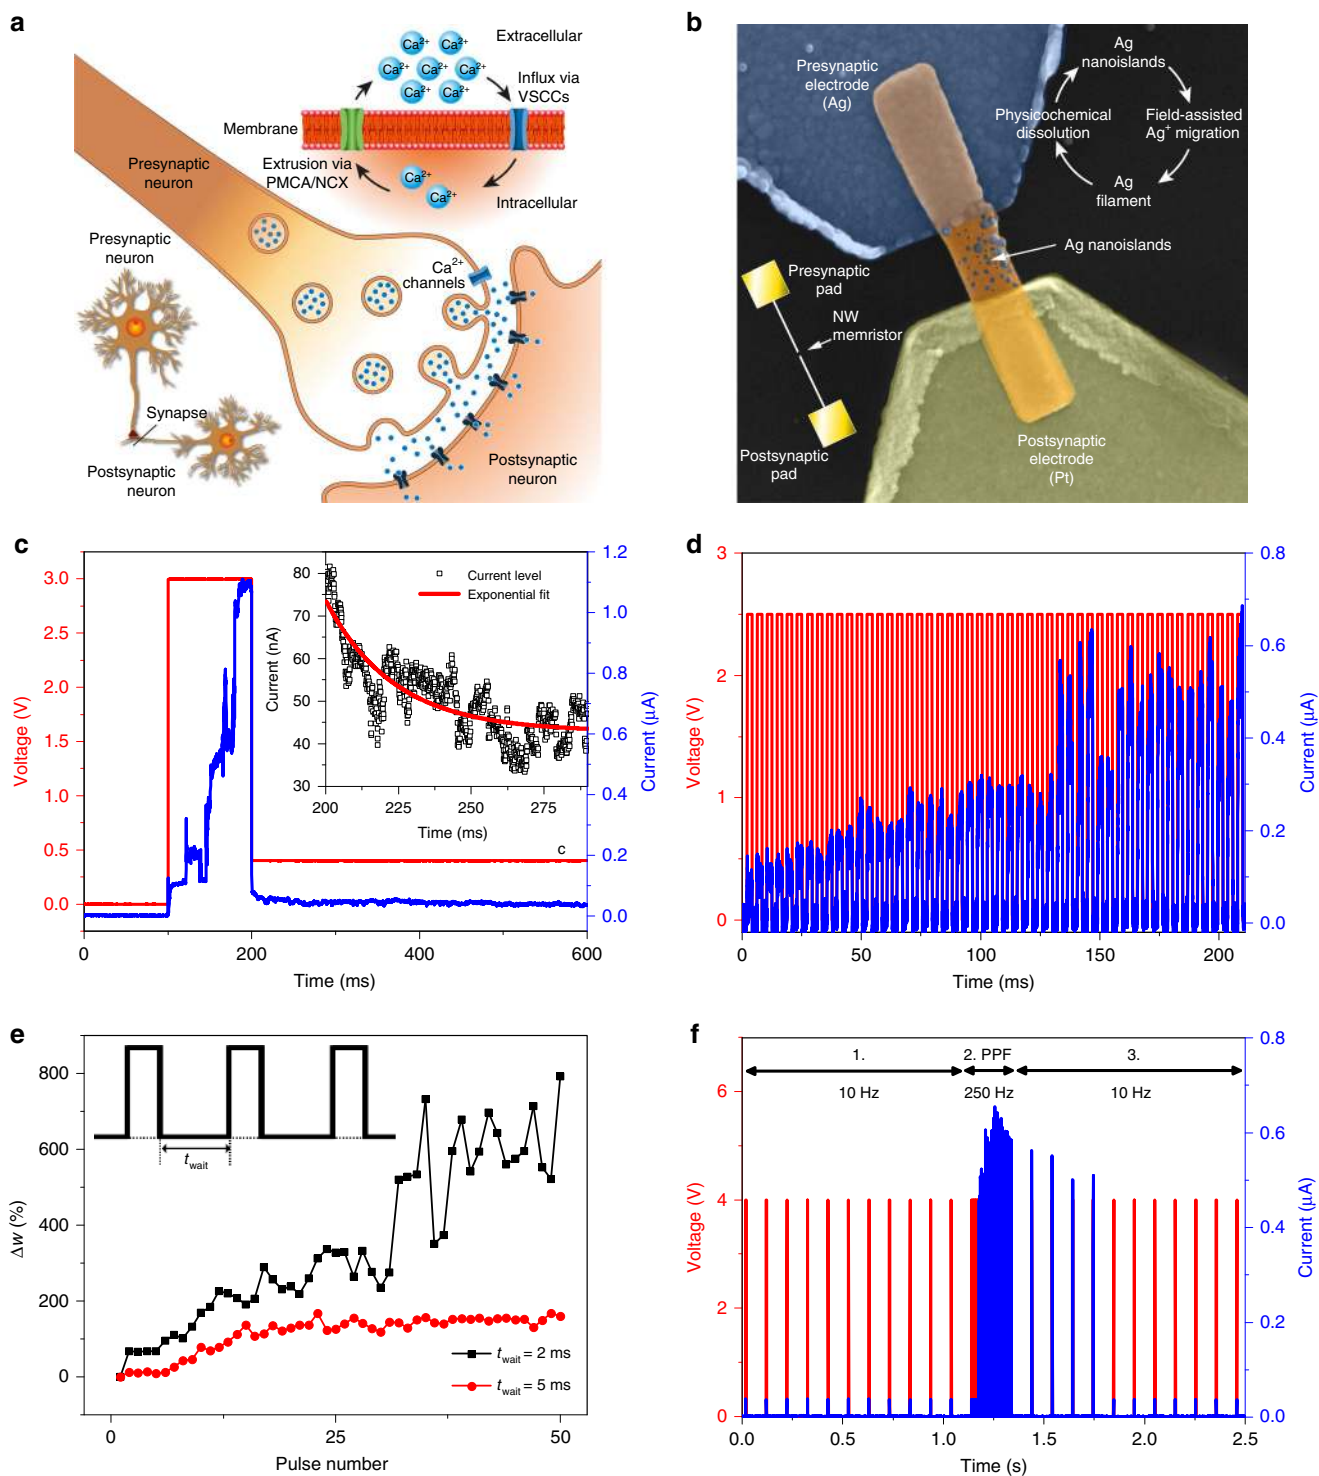 a
Ca2+ Ca2+
Ca2+ Ca2+ Ca2+
Ca2+ Ca2+
Extracellular
Influx via
VSCCs
Membrane
Extrusion via
PMCA/NCX
Ca2+
Ca2+
Intracellular
Presynaptic
neuron
Presynaptic
neuron
Ca2+
channels
Synapse
Postsynaptic
neuron
Postsynaptic
neuron
b
Presynaptic
electrode
(Ag)
Ag
nanoislands
Physicochemical
dissolution
Field-assisted
Ag+ migration
Ag
filament
Ag nanoislands
Presynaptic
pad
NW
memristor
Postsynaptic
pad
Postsynaptic
electrode
(Pt)
c
Voltage (V)
3.0
2.5
2.0
1.5
1.0
0.5
0.0
Current (µA)
1.2
1.0
0.8
0.6
0.4
0.2
0.0
0 200 400 600
Time (ms)
Current (nA)
80
70
60
50
40
30
200 225 250 275
Time (ms)
Current level
Exponential fit
c
d
Voltage (V)
3
2
1
0
Current (µA)
0.8
0.6
0.4
0.2
0.0
0 50 100 150 200
Time (ms)
e
Δw (%)
800
600
400
200
0
twait
twait = 2 ms
twait = 5 ms
0 25 50
Pulse number
f
Voltage (V)
6
4
2
0
1. 2. PPF 3.
10 Hz 250 Hz 10 Hz
Current (µA)
0.8
0.6
0.4
0.2
0.0
0.0 0.5 1.0 1.5 2.0 2.5
Time (s)